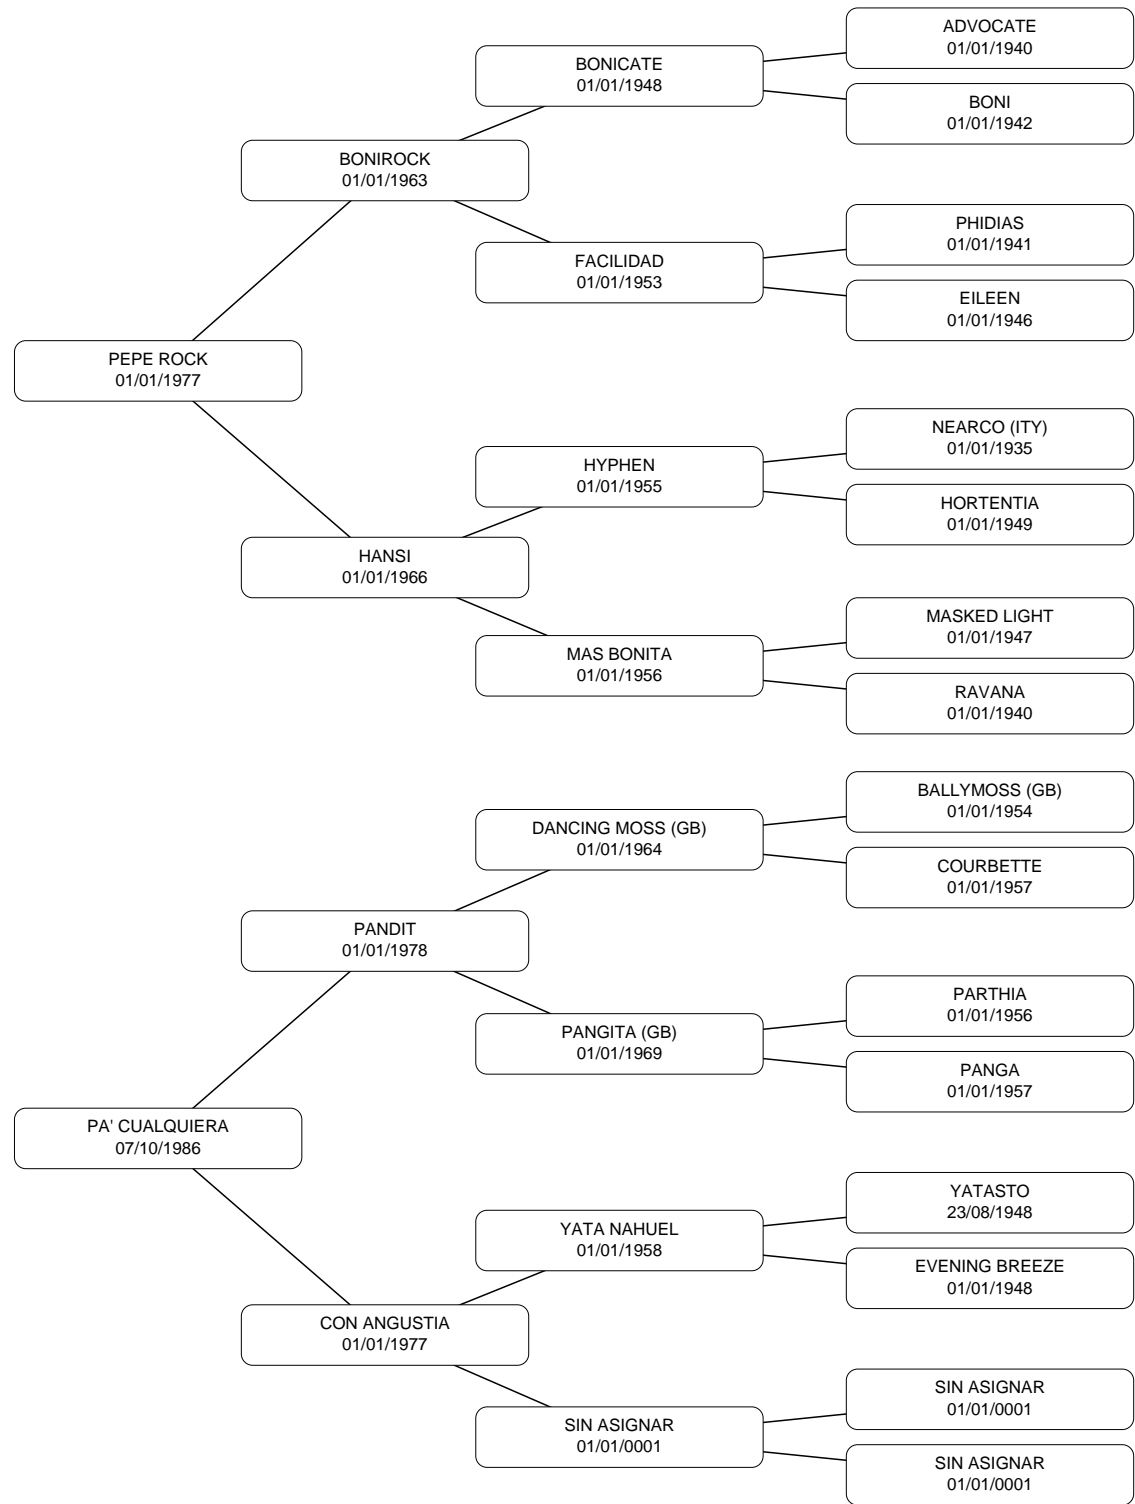 ADVOCATE
01/01/1940
BONICATE
01/01/1948
BONI
01/01/1942
BONIROCK
01/01/1963
PHIDIAS
01/01/1941
FACILIDAD
01/01/1953
EILEEN
01/01/1946
PEPE ROCK
01/01/1977
NEARCO (ITY)
01/01/1935
HYPHEN
01/01/1955
HORTENTIA
01/01/1949
HANSI
01/01/1966
MASKED LIGHT
01/01/1947
MAS BONITA
01/01/1956
RAVANA
01/01/1940
BALLYMOSS (GB)
01/01/1954
DANCING MOSS (GB)
01/01/1964
COURBETTE
01/01/1957
PANDIT
01/01/1978
PARTHIA
01/01/1956
PANGITA (GB)
01/01/1969
PANGA
01/01/1957
PA' CUALQUIERA
07/10/1986
YATASTO
23/08/1948
YATA NAHUEL
01/01/1958
EVENING BREEZE
01/01/1948
CON ANGUSTIA
01/01/1977
SIN ASIGNAR
01/01/0001
SIN ASIGNAR
01/01/0001
SIN ASIGNAR
01/01/0001